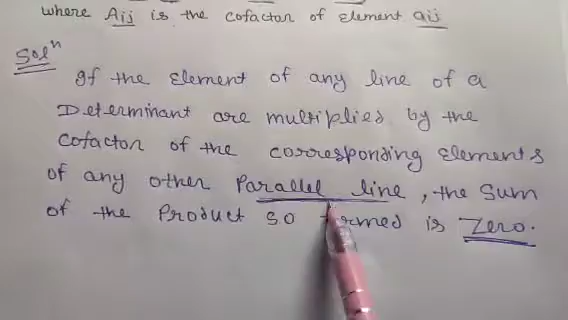 where Aij is the cofactor of element aij
Solⁿ
If the Element of any line of a
Determinant are multiplied by the
Cofactor of the corresponding Elements
of any other Parallel line, the Sum
of the Product so formed is Zero.